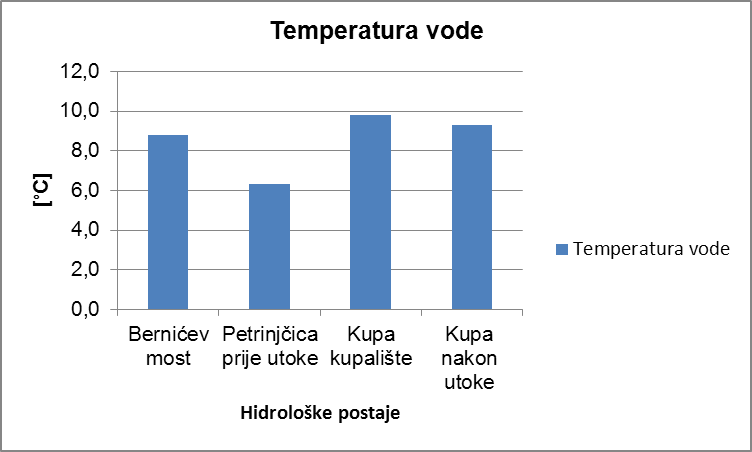 Temperatura vode
12,0
10,0
8,0
6,0
4,0
2,0
0,0
[°C]
Bernićev
most
Petrinjčica
prije utoke
Kupa
kupalište
Kupa
nakon
utoke
Hidrološke postaje
Temperatura vode